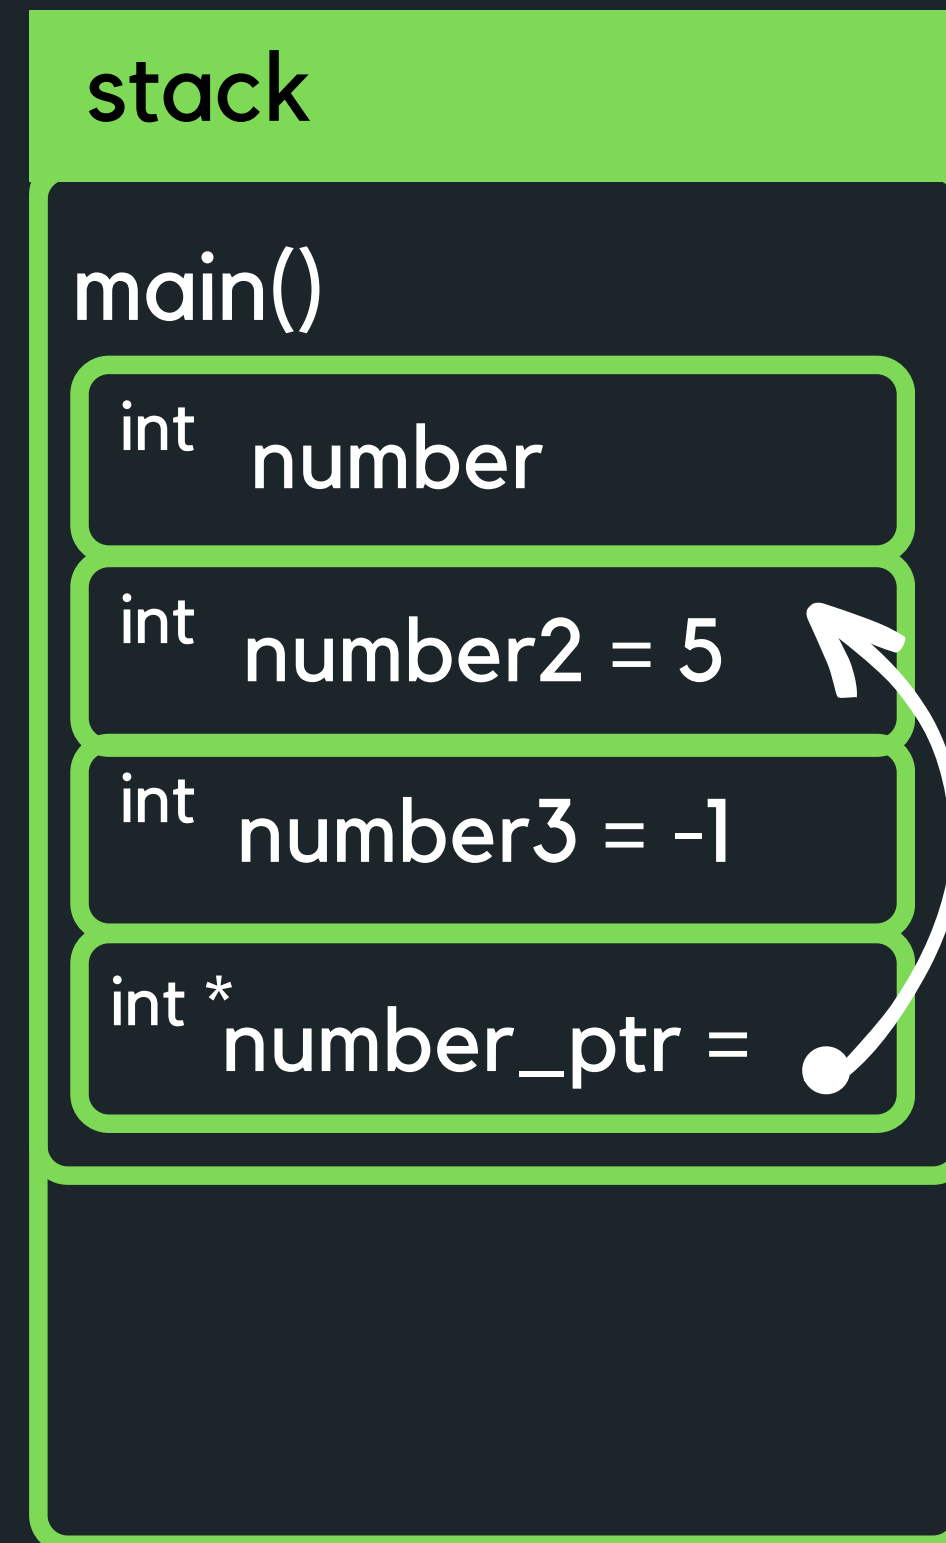 stack
main()
int number
int number2 = 5
int number3 = -1
int * number_ptr =